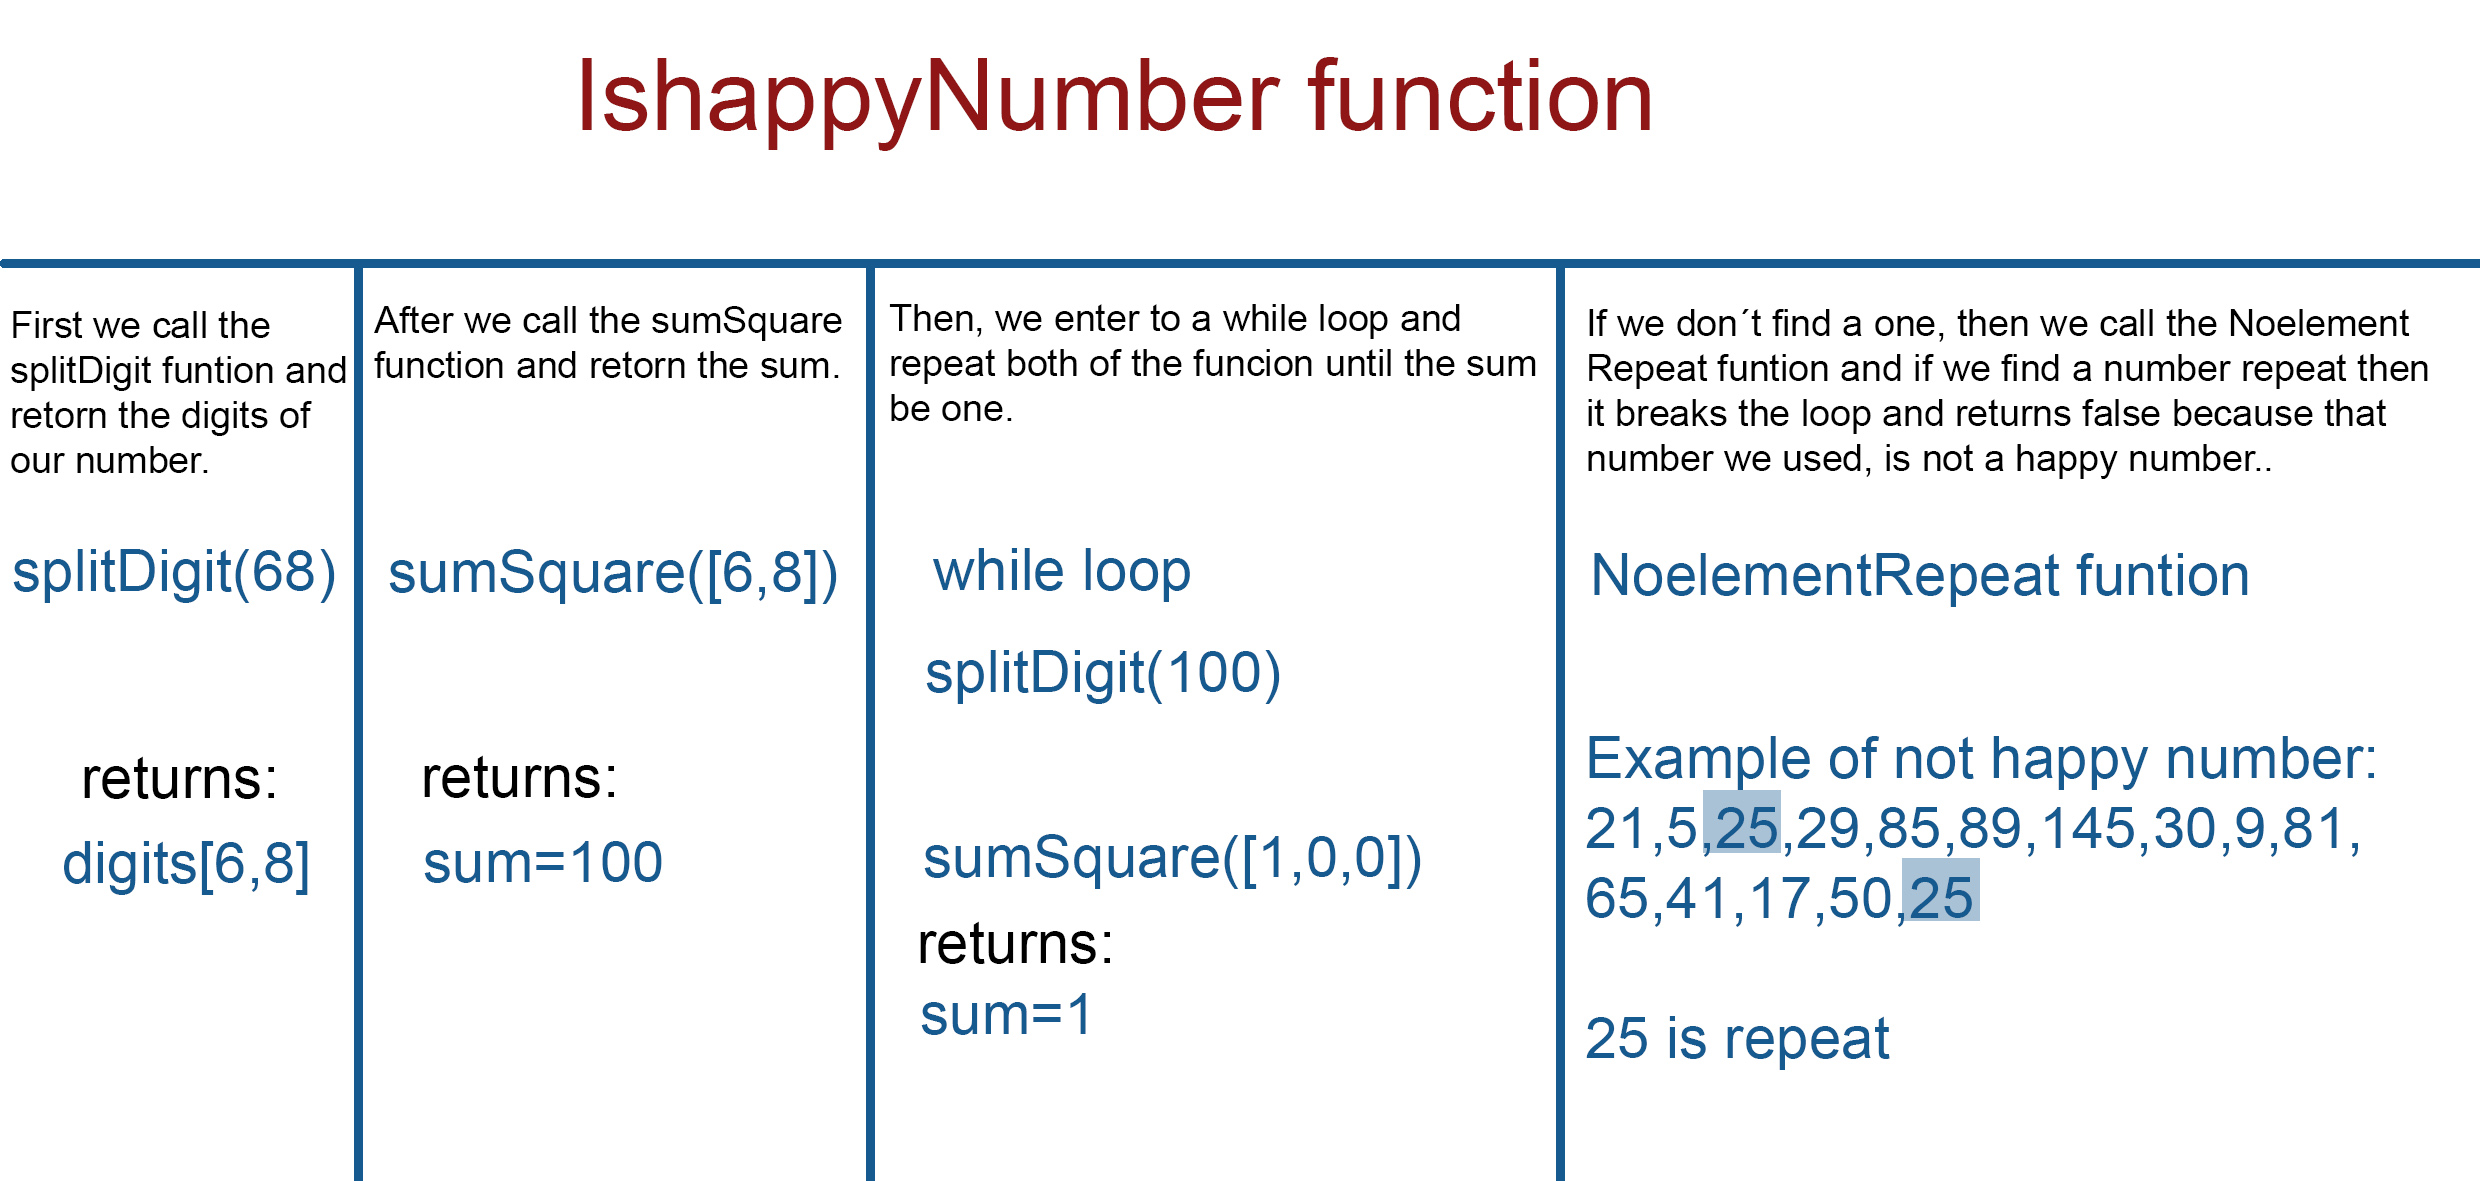 IshappyNumber function
First we call the
splitDigit funtion and
retorn the digits of
our number.
splitDigit(68)
returns:
digits[6,8]
After we call the sumSquare
function and retorn the sum.
sumSquare([6,8])
returns:
sum=100
Then, we enter to a while loop and
repeat both of the funcion until the sum
be one.
while loop
splitDigit(100)
sumSquare([1,0,0])
returns:
sum=1
If we don´t find a one, then we call the Noelement
Repeat funtion and if we find a number repeat then
it breaks the loop and returns false because that
number we used, is not a happy number..
NoelementRepeat funtion
Example of not happy number:
21,5,25,29,85,89,145,30,9,81,
65,41,17,50,25
25 is repeat